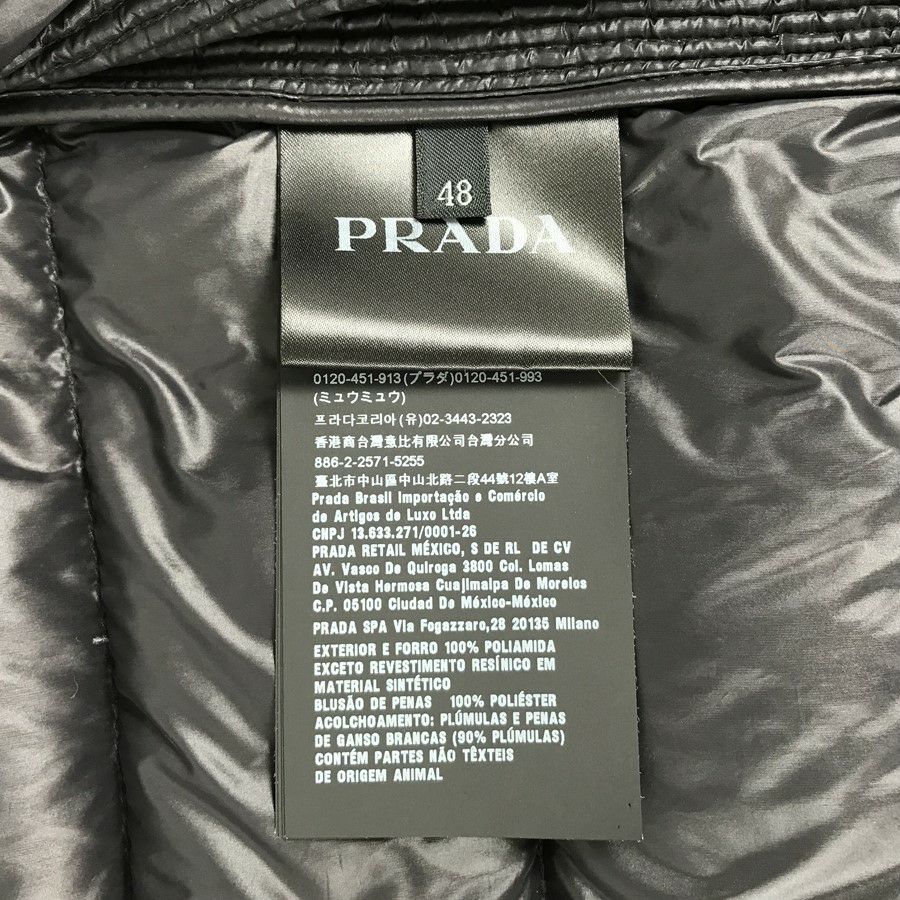 48
PRADA
0120-451-913(プラダ)0120-451-993
(ミュウミュウ)
프라다코리아(유)02-3443-2323
香港商台灣意比有限公司台灣分公司
886-2-2571-5255
臺北市中山區中山北路二段44號12樓A室
Prada Brasil Importação e Comércio
de Artigos de Luxo Ltda
CNPJ 13.633.271/0001-26
PRADA RETAIL MÉXICO, S DE RL DE CV
AV. Vasco De Quiroga 3800 Col. Lomas
De Vista Hermosa Cuajimalpa De Morelos
C.P. 05100 Ciudad De México-México
PRADA SPA Via Fogazzaro,28 20135 Milano
EXTERIOR E FORRO 100% POLIAMIDA
EXCETO REVESTIMENTO RESÍNICO EM
MATERIAL SINTÉTICO
BLUSÃO DE PENAS 100% POLIÉSTER
ACOLCHOAMENTO: PLÚMULAS E PENAS
DE GANSO BRANCAS (90% PLÚMULAS)
CONTÉM PARTES NÃO TÊXTEIS
DE ORIGEM ANIMAL